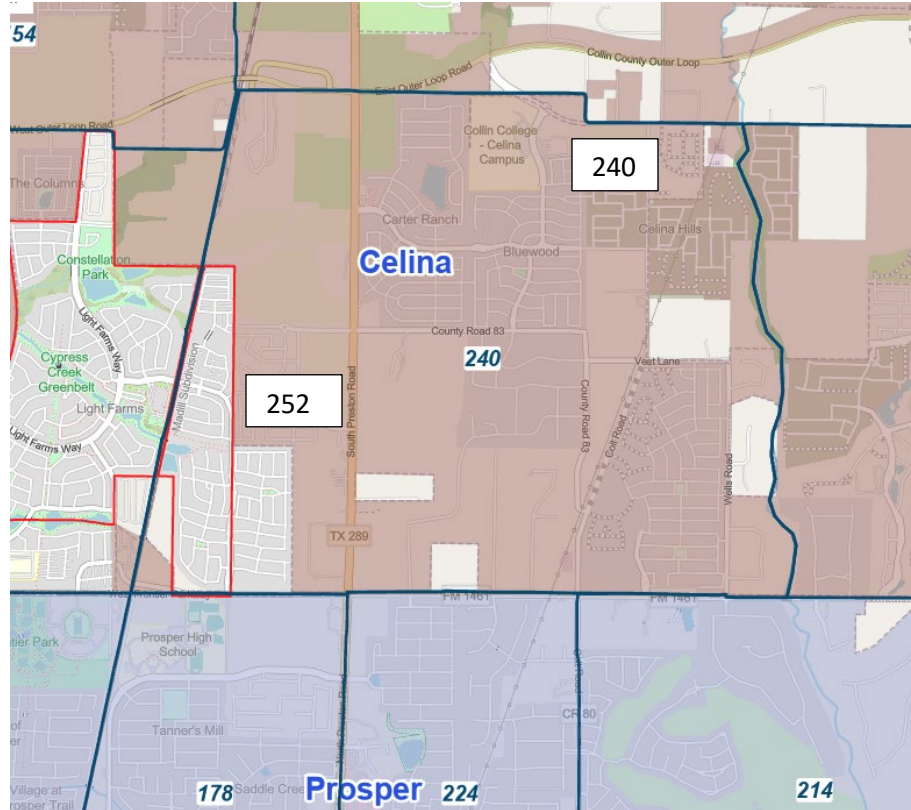 54
East Outer Loop Road
Collin County Outer Loop
West Outer Loop Road
Collin College
- Celina
Campus
240
The Columns
Carter Ranch
Celina Hills
Constellation
Park
Celina
Bluewood
Light Farms Way
Madill Subdivision
County Road 83
Vest Lane
240
Cypress
Creek
Greenbelt
Light Farms
252
South Preston Road
County Road 83
Coit Road
Light Farms Way
Wells Road
TX 289
FM 1461
FM 1461
Prosper High
School
Tanner's Mill
CR 80
178
Prosper
224
214
Village at